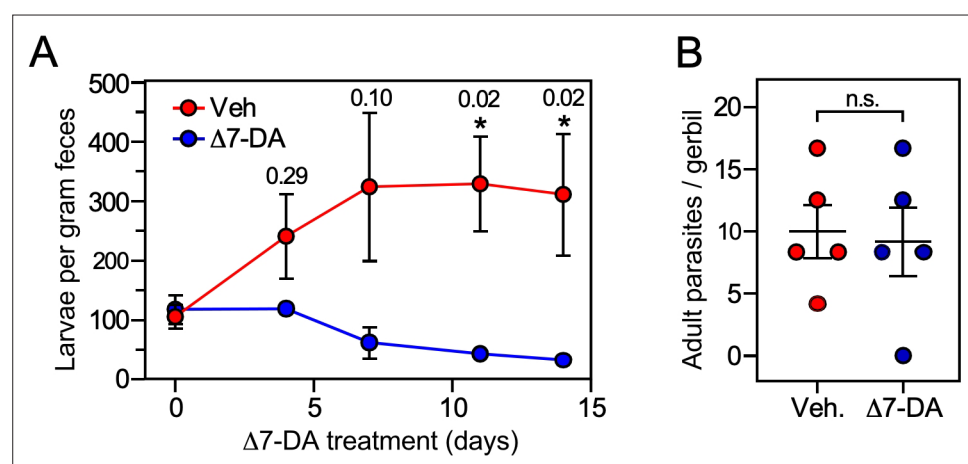 A
Larvae per gram feces
500
400
300
200
100
0
Veh
Δ7-DA
0.29
0.10
0.02
*
0.02
*
0
5
10
15
Δ7-DA treatment (days)
B
Adult parasites / gerbil
20
15
10
5
0
n.s.
Veh.
Δ7-DA